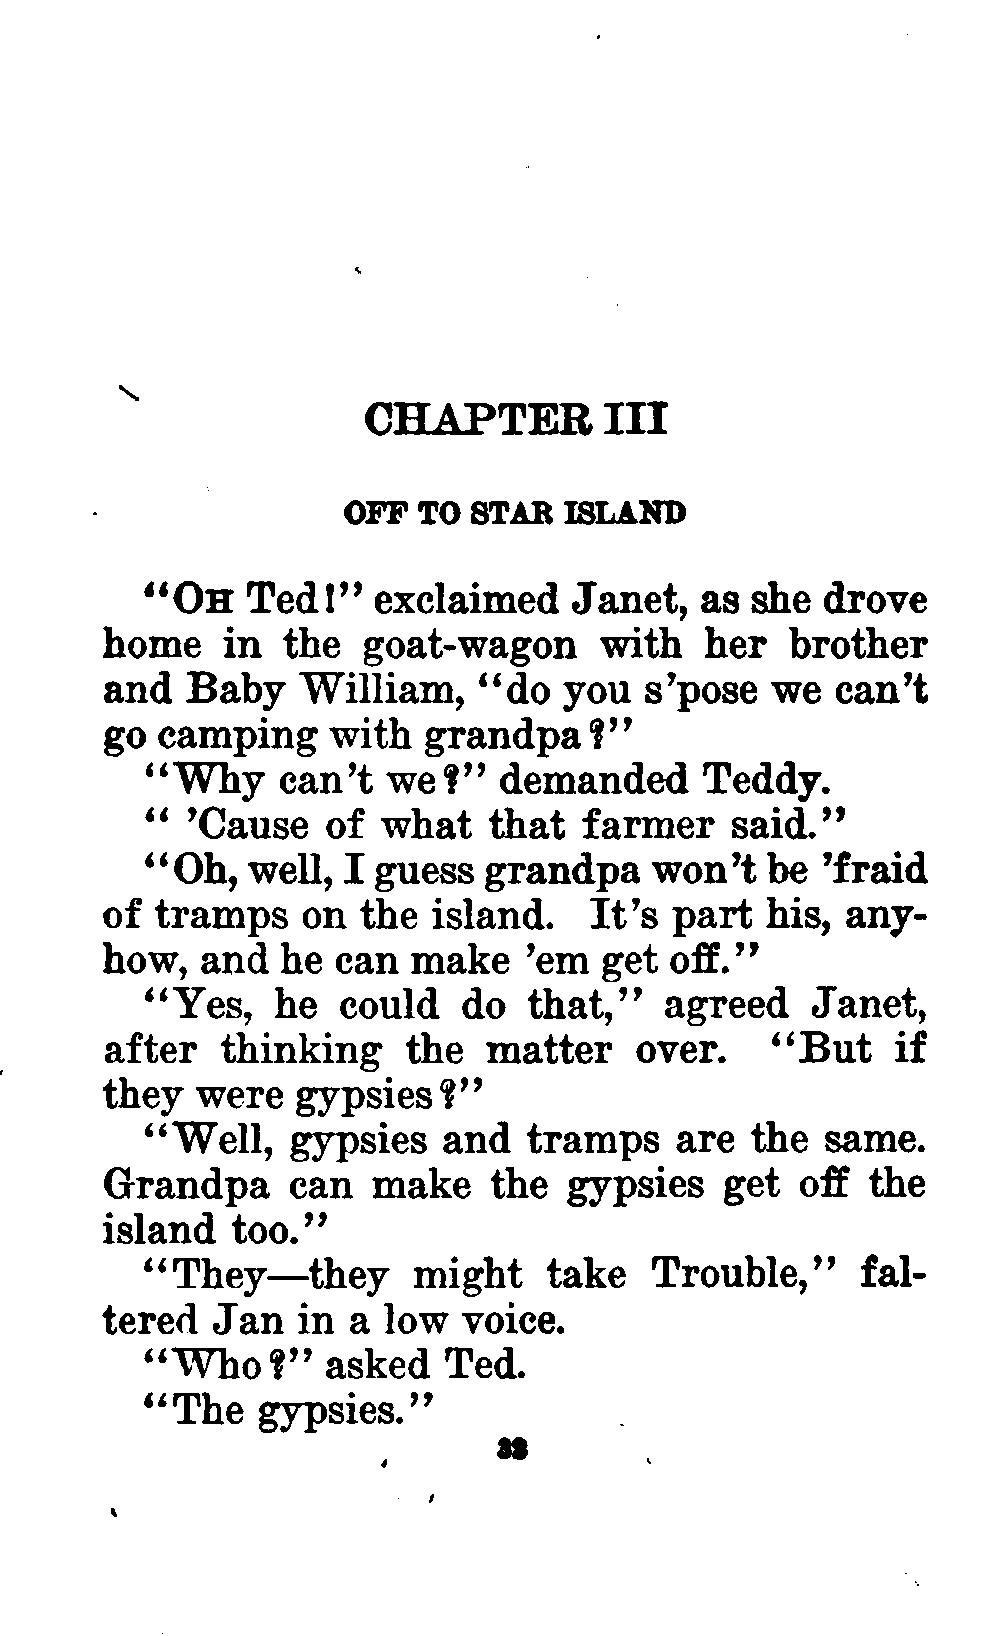 CHAPTER III
OFF TO STAR ISLAND
“OH Ted!” exclaimed Janet, as she drove
home in the goat-wagon with her brother
and Baby William, “do you s’pose we can’t
go camping with grandpa?”
“Why can’t we?” demanded Teddy.
“ ’Cause of what that farmer said.”
“Oh, well, I guess grandpa won’t be ’fraid
of tramps on the island. It’s part his, any-
how, and he can make ’em get off.”
“Yes, he could do that,” agreed Janet,
after thinking the matter over. “But if
they were gypsies?”
“Well, gypsies and tramps are the same.
Grandpa can make the gypsies get off the
island too.”
“They—they might take Trouble,” fal-
tered Jan in a low voice.
“Who?” asked Ted.
“The gypsies.”